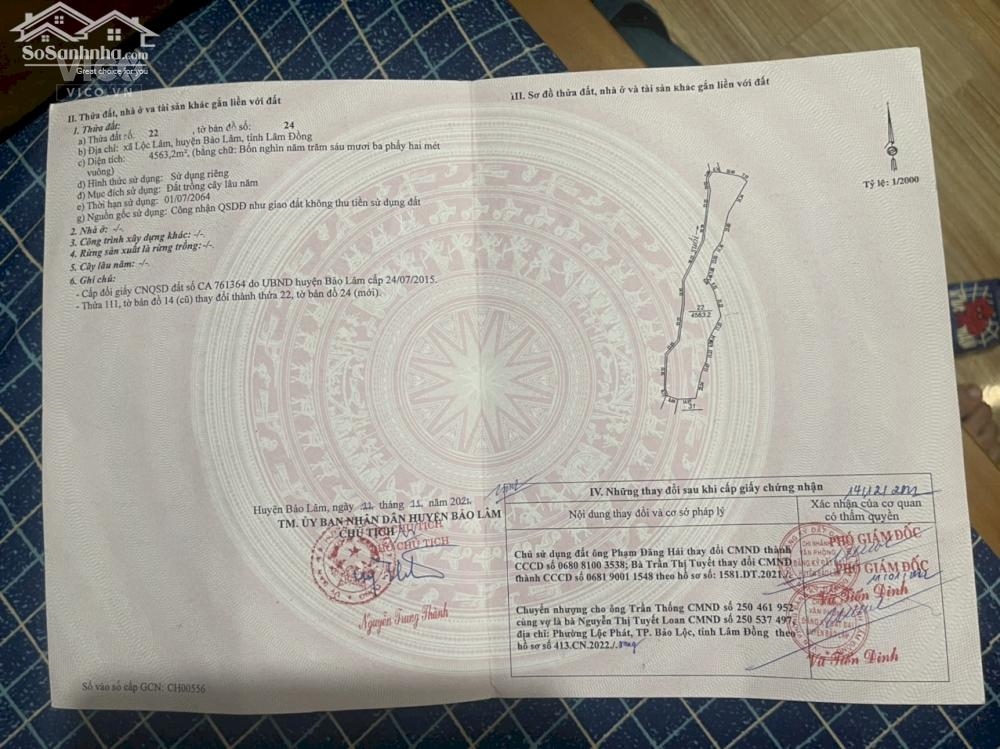 SoSanhnha.com
Great choice for you
VICO.VN
II. Thửa đất, nhà ở và tài sản khác gắn liền với đất
1. Thửa đất:
a) Thửa đất số: 22 , tờ bản đồ số: 24
b) Địa chỉ: xã Lộc Lâm, huyện Bảo Lâm, tỉnh Lâm Đồng
c) Diện tích: 4563,2m², (bằng chữ: Bốn nghìn năm trăm sáu mươi ba phẩy hai mét
vuông)
d) Hình thức sử dụng: Sử dụng riêng
đ) Mục đích sử dụng: Đất trồng cây lâu năm
e) Thời hạn sử dụng: 01/07/2064
g) Nguồn gốc sử dụng: Công nhận QSDĐ như giao đất không thu tiền sử dụng đất
2. Nhà ở: -/-
3. Công trình xây dựng khác: -/-
4. Rừng sản xuất là rừng trồng: -/-
5. Cây lâu năm: -/-
6. Ghi chú:
- Cấp đổi giấy CNQSD đất số CA 761364 do UBND huyện Bảo Lâm cấp 24/07/2015.
- Thửa 111, tờ bản đồ 14 (cũ) thay đổi thành thửa 22, tờ bản đồ 24 (mới).
Huyện Bảo Lâm, ngày 22 tháng 11 năm 2021
TM. ỦY BAN NHÂN DÂN HUYỆN BẢO LÂM
CHỦ TỊCH
Nguyễn Trung Thành
Số vào sổ cấp GCN: CH00556
III. Sơ đồ thửa đất, nhà ở và tài sản khác gắn liền với đất
Tỷ lệ: 1/2000
22
4563.2
31
IV. Những thay đổi sau khi cấp giấy chứng nhận
Nội dung thay đổi và cơ sở pháp lý
Xác nhận của cơ quan
có thẩm quyền
Chủ sử dụng đất ông Phạm Đăng Hải thay đổi CMND thành
CCCD số 0680 8100 3538; Bà Trần Thị Tuyết thay đổi CMND
thành CCCD số 0681 9001 1548 theo hồ sơ số: 1581.DT.2021./.
PHÓ GIÁM ĐỐC
Vũ Tiến Định
Chuyển nhượng cho ông Trần Thống CMND số 250 461 952
cùng vợ là bà Nguyễn Thị Tuyết Loan CMND số 250 537 497,
địa chỉ: Phường Lộc Phát, TP. Bảo Lộc, tỉnh Lâm Đồng theo
hồ sơ số 413.CN.2022./.
PHÓ GIÁM ĐỐC
Vũ Tiến Định